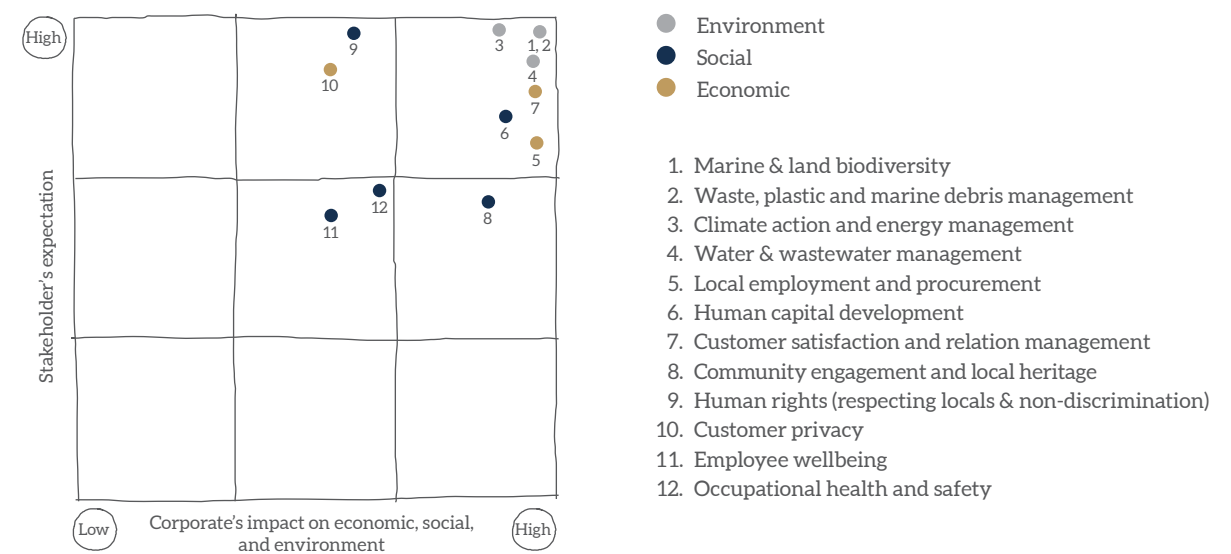 High
9
10
3
1, 2
4
7
6
5
12
11
8
Stakeholder's expectation
Low
Corporate's impact on economic, social,
and environment
High
Environment
Social
Economic
1. Marine & land biodiversity
2. Waste, plastic and marine debris management
3. Climate action and energy management
4. Water & wastewater management
5. Local employment and procurement
6. Human capital development
7. Customer satisfaction and relation management
8. Community engagement and local heritage
9. Human rights (respecting locals & non-discrimination)
10. Customer privacy
11. Employee wellbeing
12. Occupational health and safety